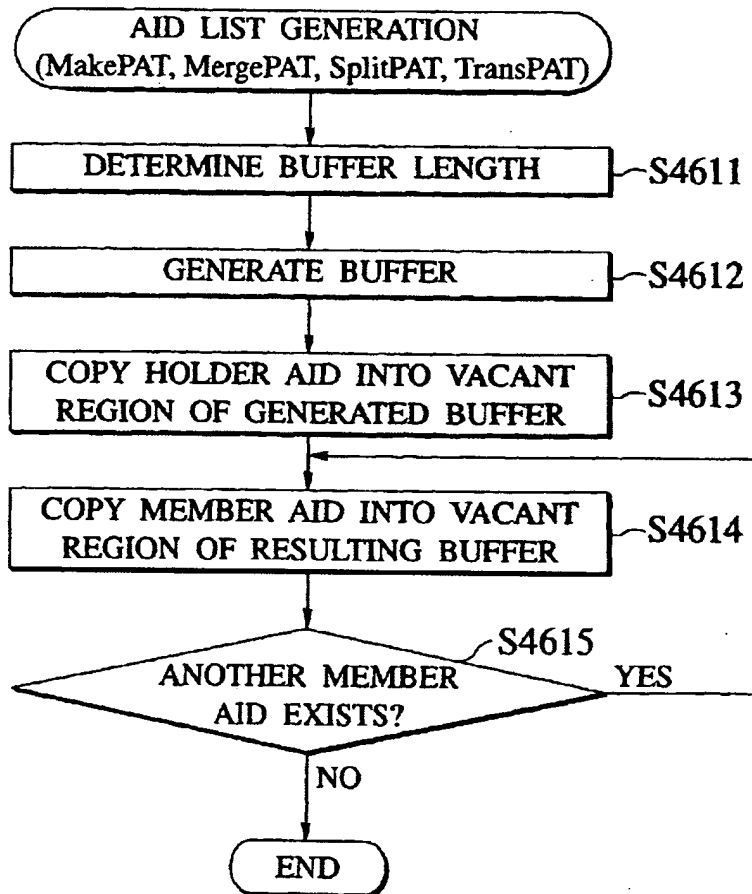 AID LIST GENERATION
(MakePAT, MergePAT, SplitPAT, TransPAT)
DETERMINE BUFFER LENGTH
S4611
GENERATE BUFFER
S4612
COPY HOLDER AID INTO VACANT
REGION OF GENERATED BUFFER
S4613
COPY MEMBER AID INTO VACANT
REGION OF RESULTING BUFFER
S4614
S4615
ANOTHER MEMBER
AID EXISTS?
YES
NO
END